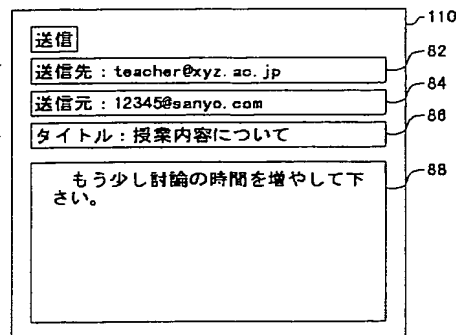 110
送信
送信先：teacher@xyz.ac.jp
82
送信元：12345@sanyo.com
84
タイトル：授業内容について
86
もう少し討論の時間を増やして下
さい。
88